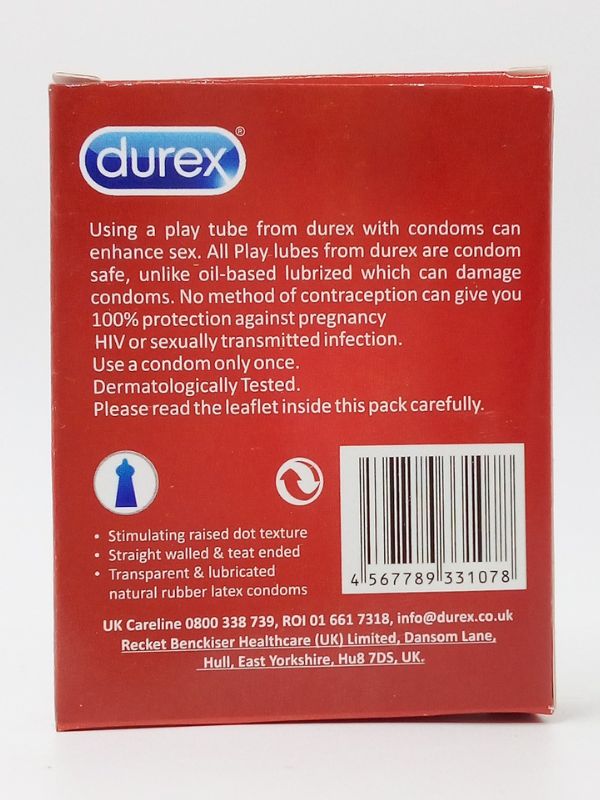 durex®
Using a play tube from durex with condoms can
enhance sex. All Play lubes from durex are condom
safe, unlike oil-based lubrized which can damage
condoms. No method of contraception can give you
100% protection against pregnancy
HIV or sexually transmitted infection.
Use a condom only once.
Dermatologically Tested.
Please read the leaflet inside this pack carefully.
• Stimulating raised dot texture
• Straight walled & teat ended
• Transparent & lubricated
natural rubber latex condoms
4 567789 331078
UK Careline 0800 338 739, ROI 01 661 7318, info@durex.co.uk
Recket Benckiser Healthcare (UK) Limited, Dansom Lane,
Hull, East Yorkshire, Hu8 7DS, UK.